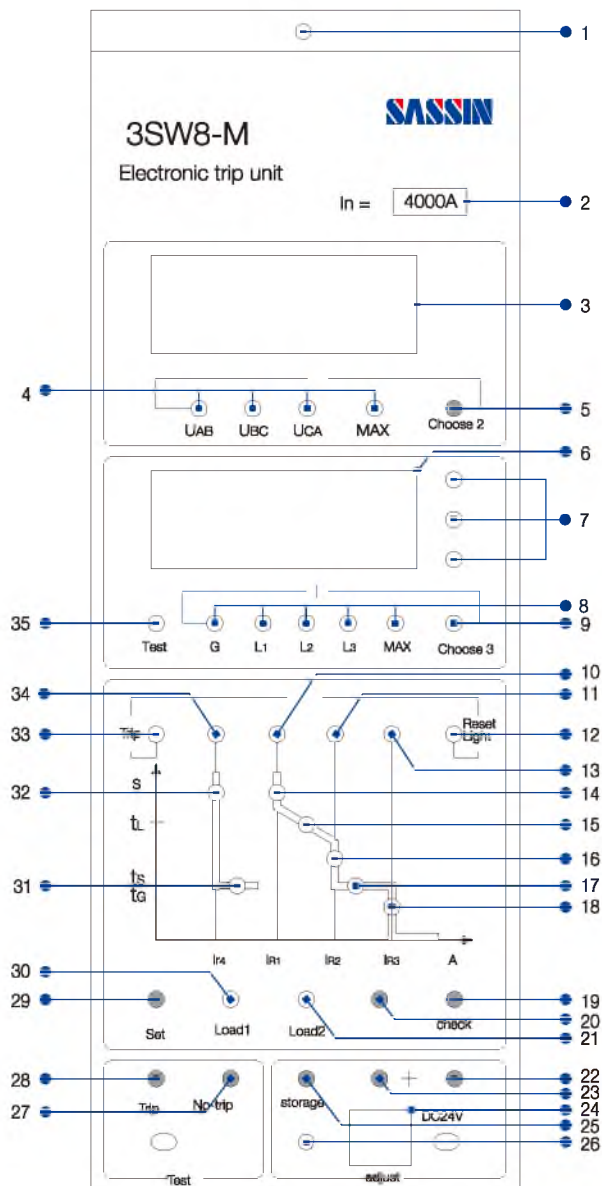 1
SASSIN
3SW8-M
Electronic trip unit
In = 4000A
2
3
4
UAB UBC UCA MAX Choose 2
5
6
7
8
35
9
Test G L1 L2 L3 MAX Choose 3
10
34
11
33
Trip
Reset
Light
12
13
32
s
14
tL
15
16
31
ts
tG
17
18
Ir4 IR1 IR2 IR3 A
30
29
19
20
Set Load1 Load2 check
21
28
22
23
27
Trip No trip storage + DC24V
24
25
26
Test adjust